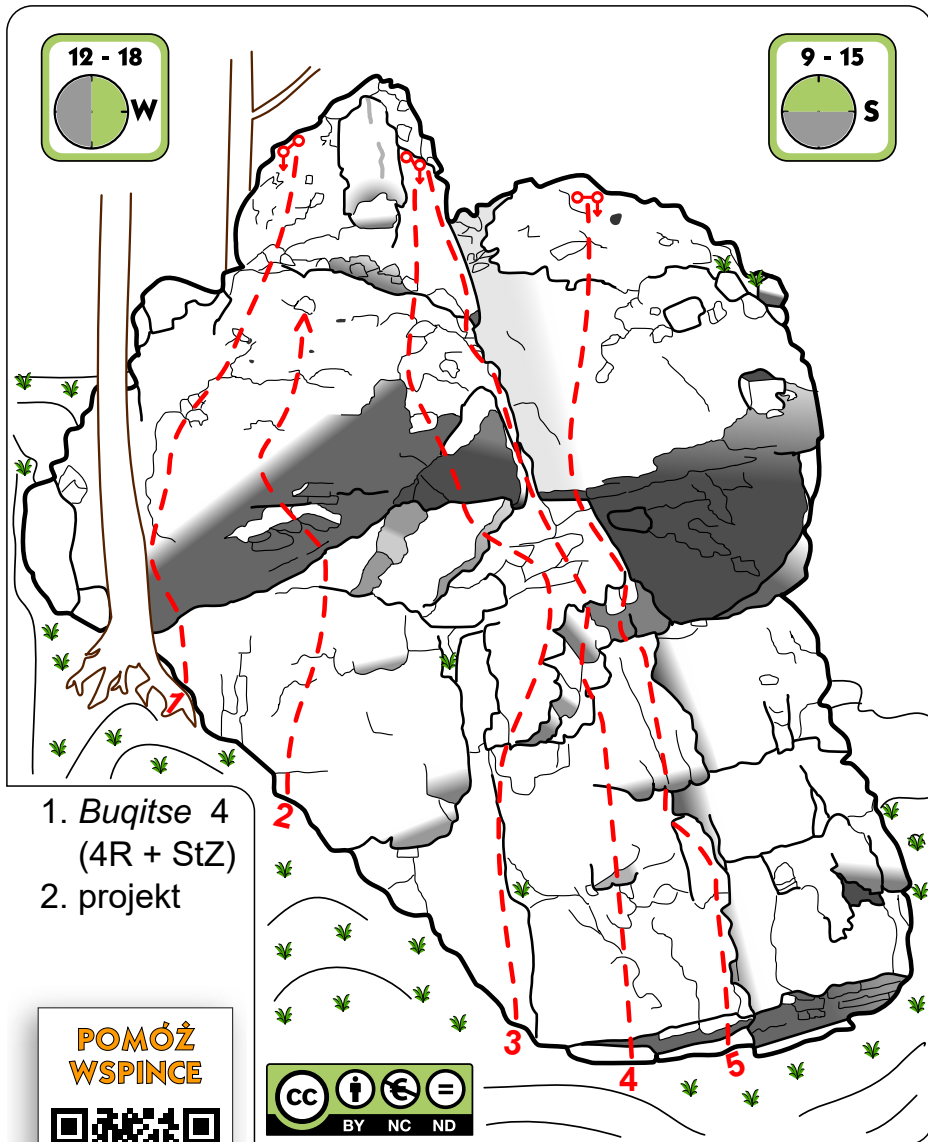 12 - 18
W
9 - 15
S
1
2
3
4
5
1. Buqitse 4
(4R + StZ)
2. projekt
POMÓŻ
WSPINCE
cc
BY NC ND